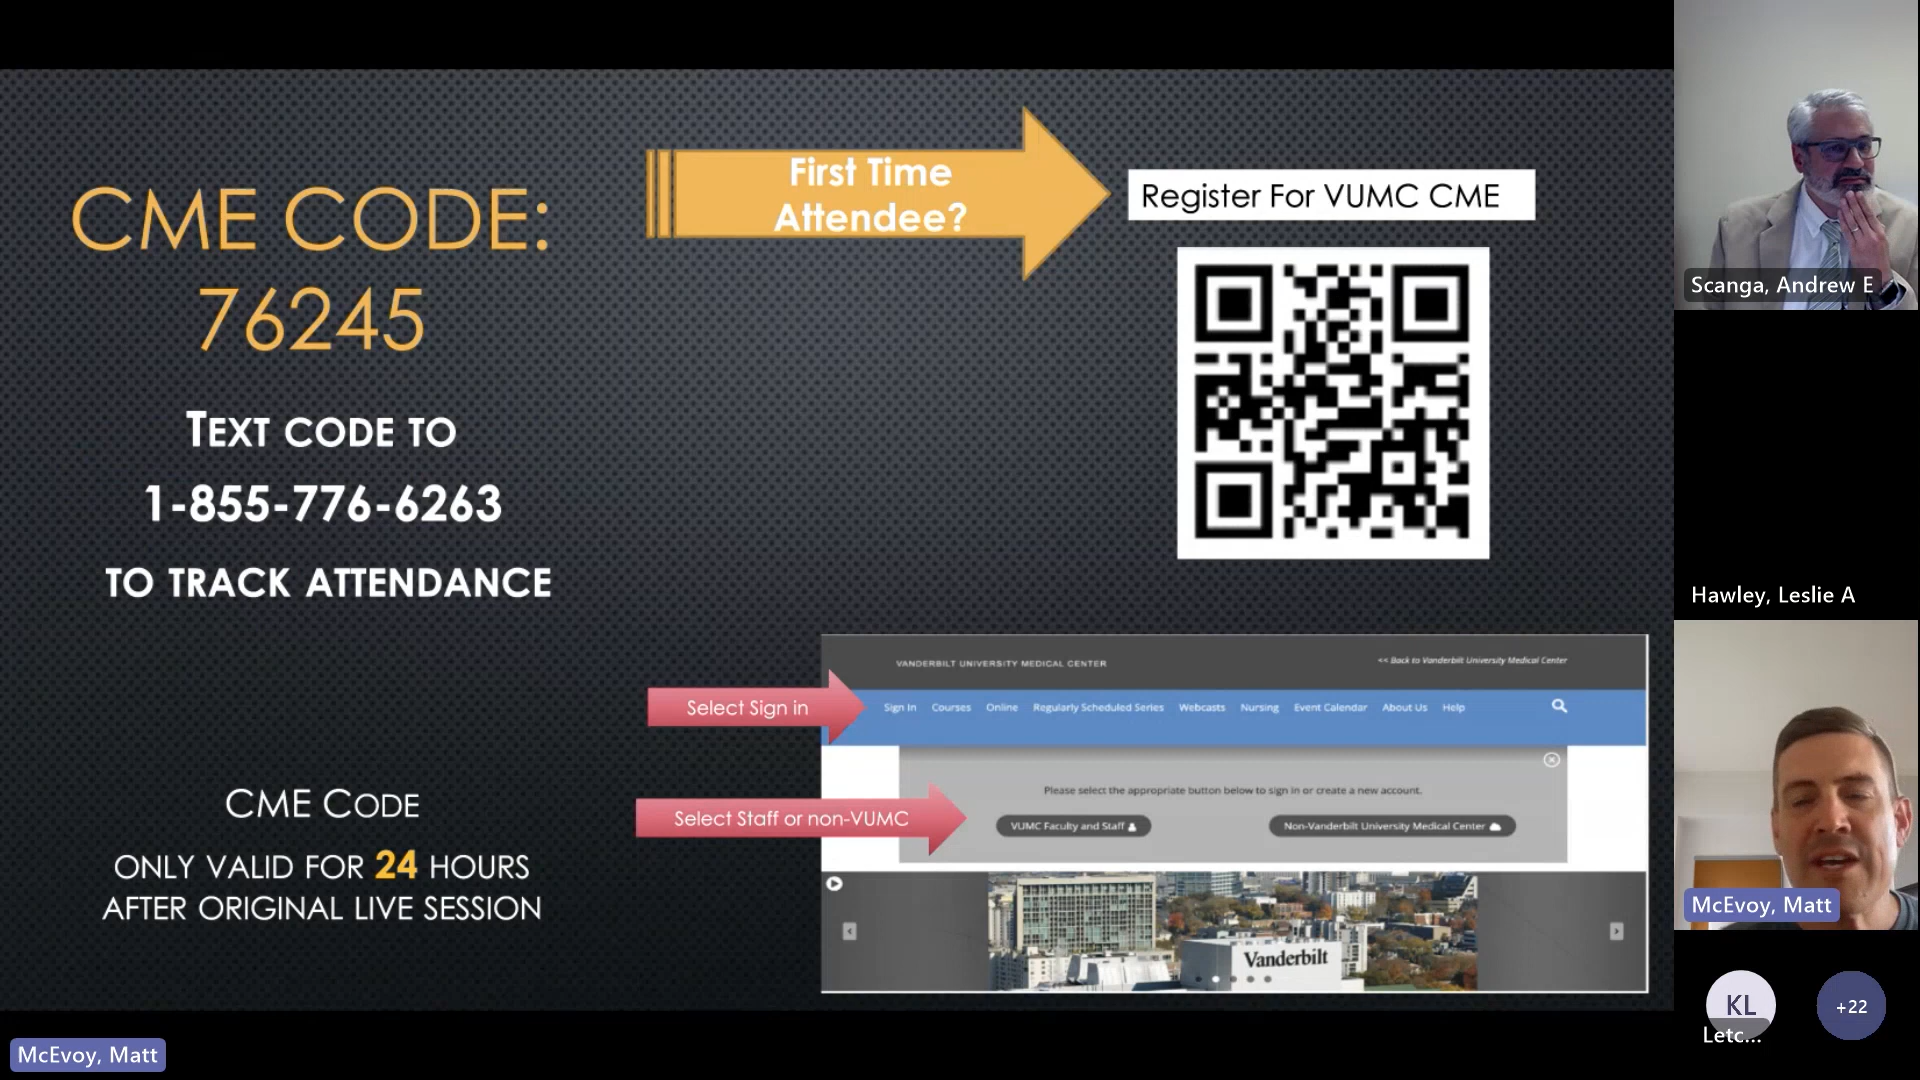 CME CODE:
76245
TEXT CODE TO
1-855-776-6263
TO TRACK ATTENDANCE
CME CODE
ONLY VALID FOR 24 HOURS
AFTER ORIGINAL LIVE SESSION
First Time
Attendee?
Register For VUMC CME
VANDERBILT UNIVERSITY MEDICAL CENTER
<< Back to Vanderbilt University Medical Center
Select Sign in
Sign In Courses Online Regularly Scheduled Series Webcasts Nursing Event Calendar About Us Help
Please select the appropriate button below to sign in or create a new account.
Select Staff or non-VUMC
VUMC Faculty and Staff
Non-Vanderbilt University Medical Center
Vanderbilt
Scanga, Andrew E
Hawley, Leslie A
McEvoy, Matt
KL
Letc...
+22
McEvoy, Matt